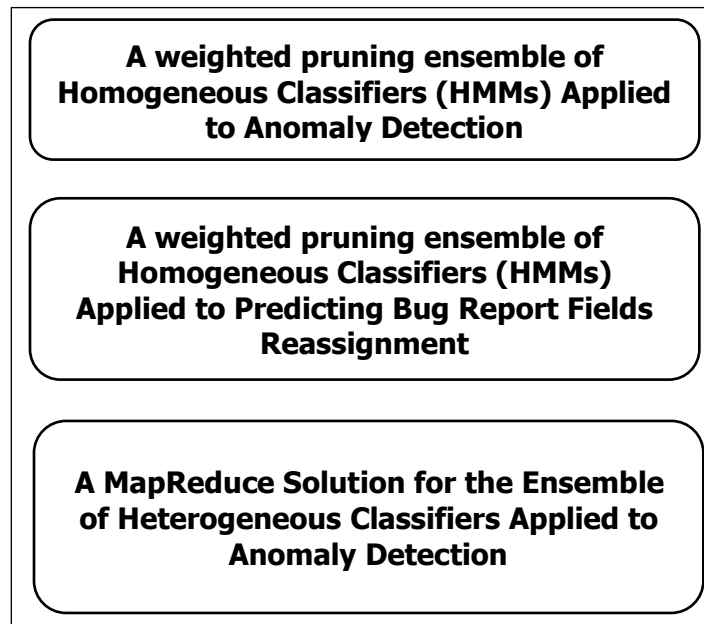 A weighted pruning ensemble of
Homogeneous Classifiers (HMMs) Applied
to Anomaly Detection
A weighted pruning ensemble of
Homogeneous Classifiers (HMMs)
Applied to Predicting Bug Report Fields
Reassignment
A MapReduce Solution for the Ensemble
of Heterogeneous Classifiers Applied to
Anomaly Detection